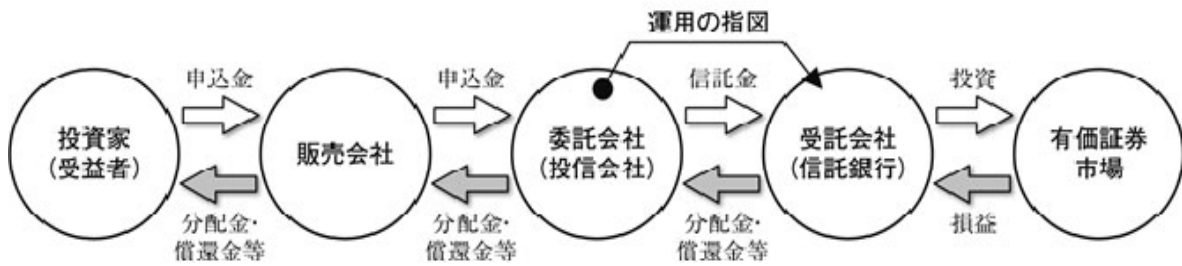 運用の指図
申込金
申込金
信託金
投資
投資家
(受益者)
販売会社
委託会社
(投信会社)
受託会社
(信託銀行)
有価証券
市場
分配金・
償還金等
分配金・
償還金等
分配金・
償還金等
損益